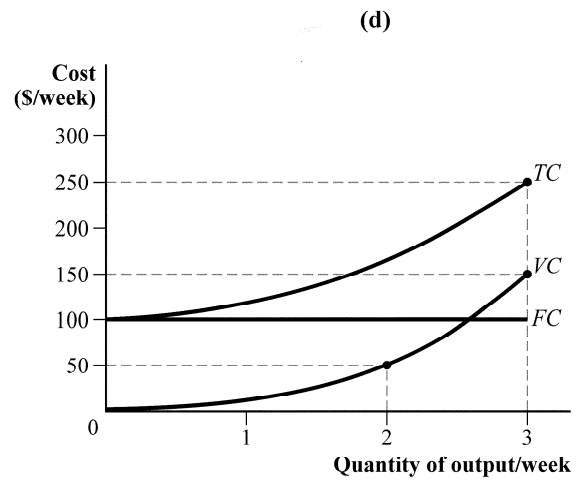 (d)
Cost
($/week)
300
250
200
150
100
50
0
1
2
3
TC
VC
FC
Quantity of output/week